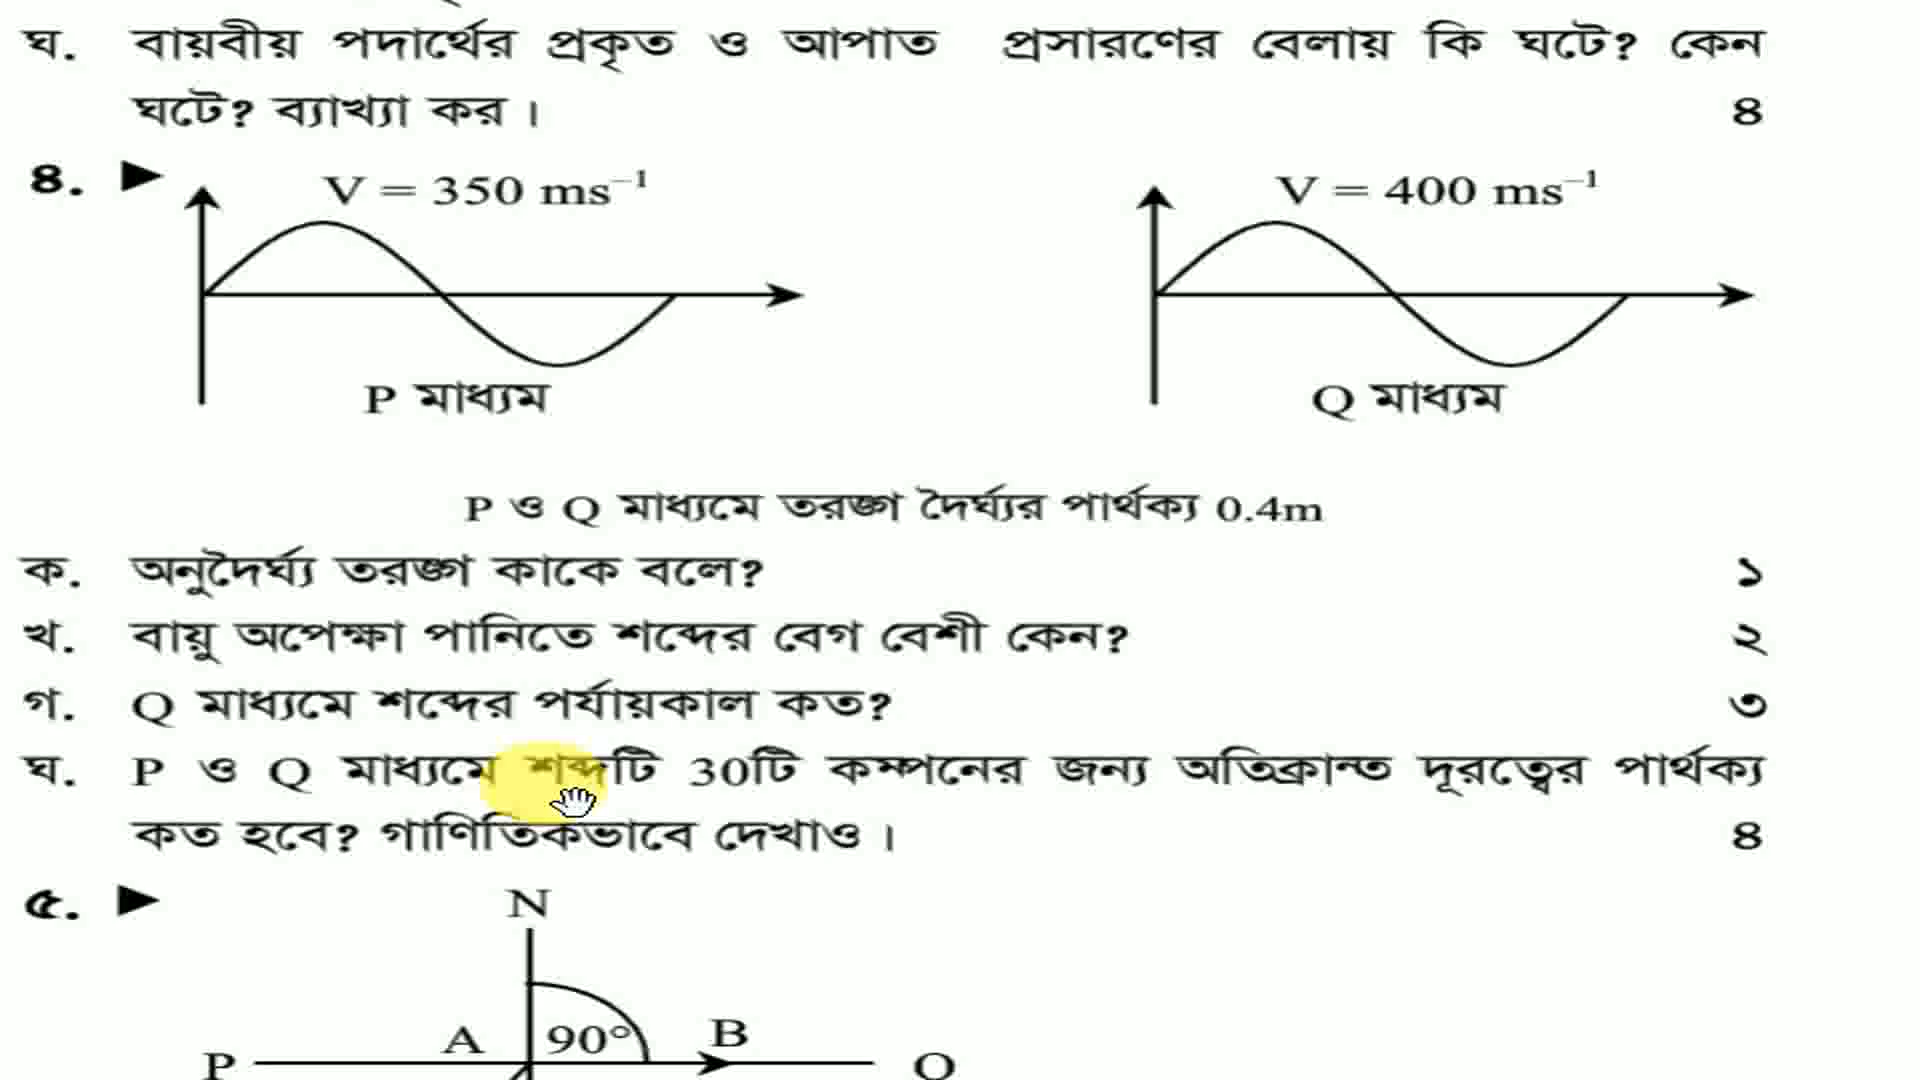 ঘ. বায়বীয় পদার্থের প্রকৃত ও আপাত প্রসারণের বেলায় কি ঘটে? কেন
ঘটে? ব্যাখ্যা কর। ৪
৪. ► V = 350 ms⁻¹ V = 400 ms⁻¹
P মাধ্যম Q মাধ্যম
P ও Q মাধ্যমে তরঙ্গ দৈর্ঘ্যর পার্থক্য 0.4m
ক. অনুদৈর্ঘ্য তরঙ্গ কাকে বলে? ১
খ. বায়ু অপেক্ষা পানিতে শব্দের বেগ বেশী কেন? ২
গ. Q মাধ্যমে শব্দের পর্যায়কাল কত? ৩
ঘ. P ও Q মাধ্যমে শব্দটি 30টি কম্পনের জন্য অতিক্রান্ত দূরত্বের পার্থক্য
কত হবে? গাণিতিকভাবে দেখাও। ৪
৫. ► N
A 90° B
P O